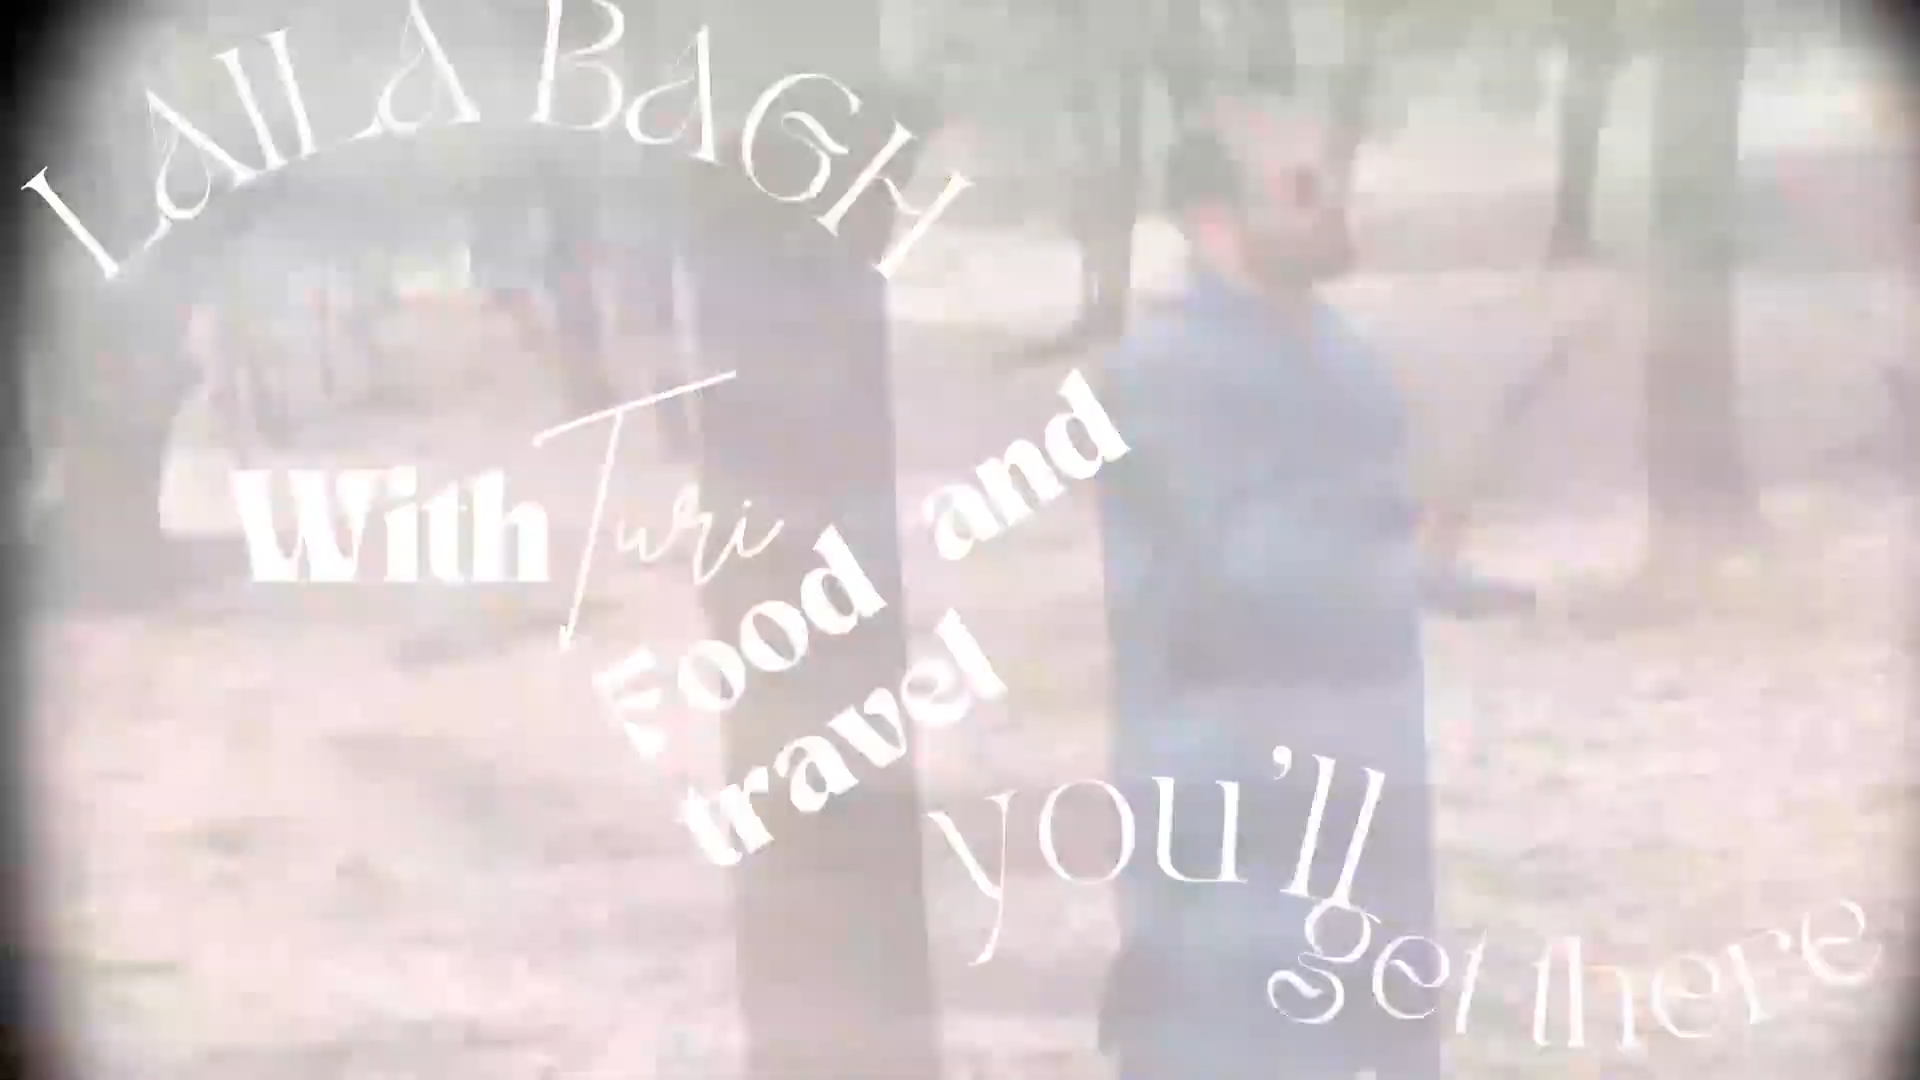 LAllA BAGH
With Turi
Food and
travel
you'll
get there